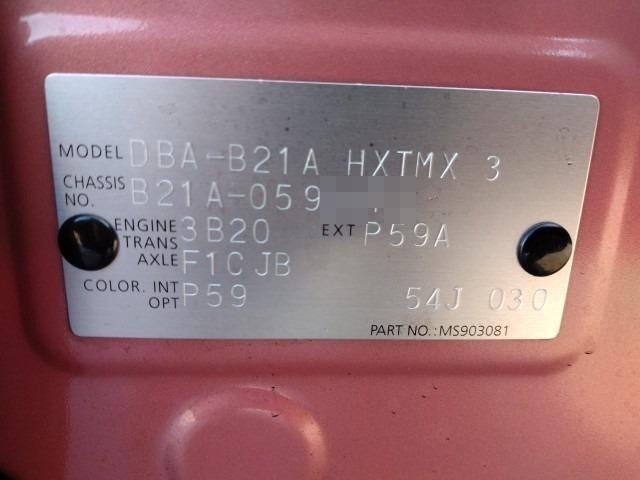 MODEL DBA-B21A HXTMX 3
CHASSIS NO. B21A-059
ENGINE 3B20 EXT P59A
TRANS AXLE F1CJB
COLOR. INT OPT P59 54J 030
PART NO.:MS903081